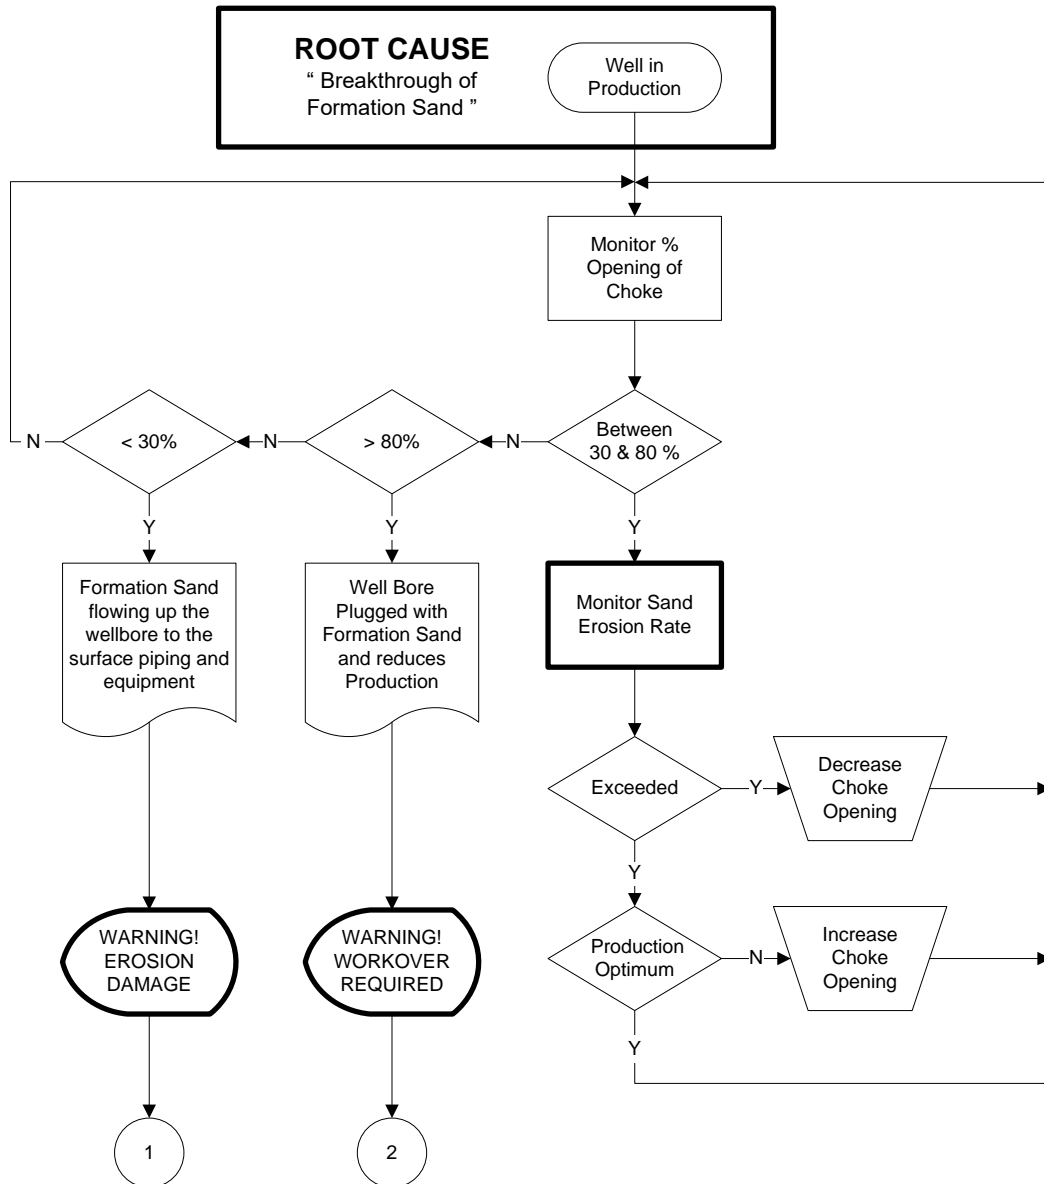 ROOT CAUSE
“ Breakthrough of
Formation Sand ”
Well in
Production
Monitor %
Opening of
Choke
N
< 30%
N
> 80%
N
Between
30 & 80 %
Y
Y
Y
Formation Sand
flowing up the
wellbore to the
surface piping and
equipment
Well Bore
Plugged with
Formation Sand
and reduces
Production
Monitor Sand
Erosion Rate
Exceeded
Y
Decrease
Choke
Opening
Y
WARNING!
EROSION
DAMAGE
WARNING!
WORKOVER
REQUIRED
Production
Optimum
N
Increase
Choke
Opening
Y
1
2